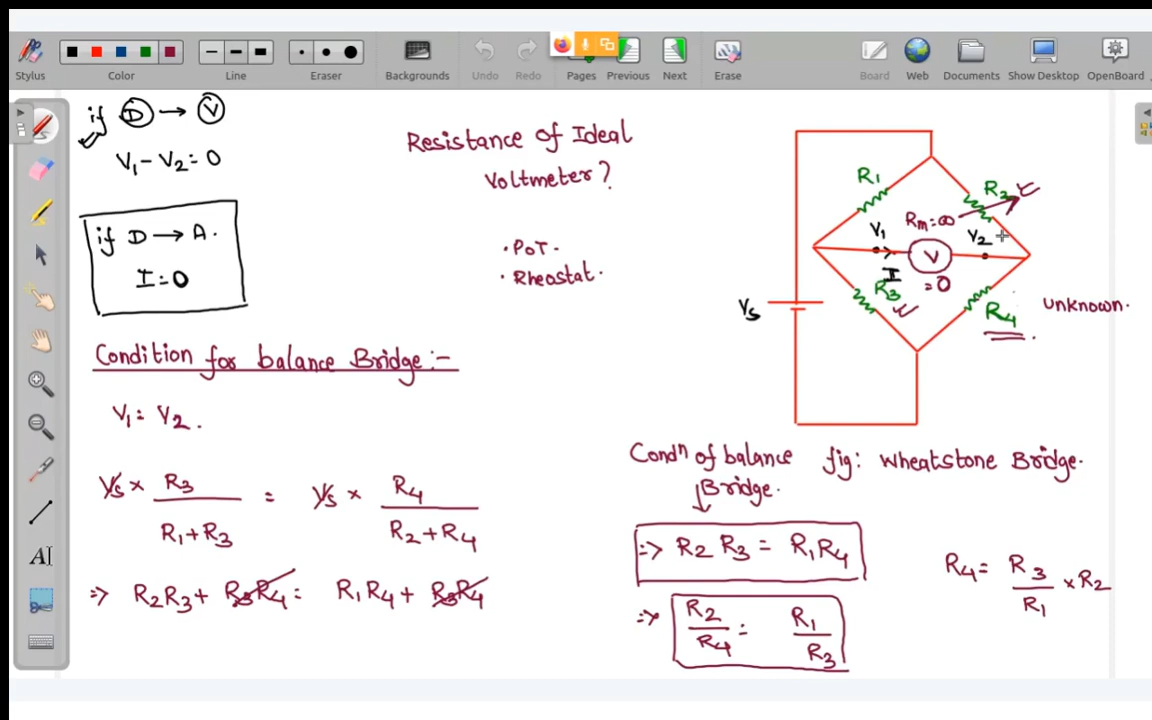 Stylus
Color
Line
Eraser
Backgrounds
Undo
Redo
Pages
Previous
Next
Erase
Board
Web
Documents
Show Desktop
OpenBoard
if D → V
V1 - V2 = 0
if D → A.
I = 0
Resistance of Ideal
Voltmeter?
• POT.
• Rheostat.
R1
R2
Rm = ∞
V1
V2
V
I
= 0
R3
R4
Unknown.
Vs
fig: Wheatstone Bridge.
Condition for balance Bridge :-
V1 = V2.
Vs × R3 / R1 + R3 = Vs × R4 / R2 + R4
=> R2R3 + R3R4 = R1R4 + R3R4
Condn of balance
Bridge.
=> R2 R3 = R1R4
=> R2 / R4 = R1 / R3
R4 = R3 / R1 × R2
A